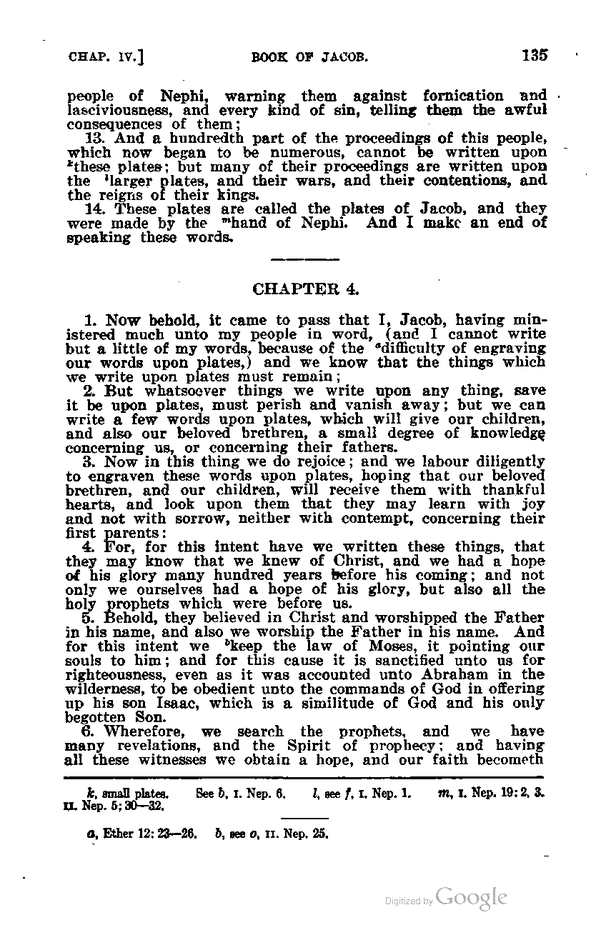 CHAP. IV.] BOOK OF JACOB. 135
people of Nephi, warning them against fornication and
lasciviousness, and every kind of sin, telling them the awful
consequences of them;
13. And a hundredth part of the proceedings of this people,
which now began to be numerous, cannot be written upon
ᵏthese plates; but many of their proceedings are written upon
the ˡlarger plates, and their wars, and their contentions, and
the reigns of their kings.
14. These plates are called the plates of Jacob, and they
were made by the ᵐhand of Nephi. And I make an end of
speaking these words.
CHAPTER 4.
1. Now behold, it came to pass that I, Jacob, having min-
istered much unto my people in word, (and I cannot write
but a little of my words, because of the ᵃdifficulty of engraving
our words upon plates,) and we know that the things which
we write upon plates must remain;
2. But whatsoever things we write upon any thing, save
it be upon plates, must perish and vanish away; but we can
write a few words upon plates, which will give our children,
and also our beloved brethren, a small degree of knowledge
concerning us, or concerning their fathers.
3. Now in this thing we do rejoice; and we labour diligently
to engraven these words upon plates, hoping that our beloved
brethren, and our children, will receive them with thankful
hearts, and look upon them that they may learn with joy
and not with sorrow, neither with contempt, concerning their
first parents:
4. For, for this intent have we written these things, that
they may know that we knew of Christ, and we had a hope
of his glory many hundred years before his coming; and not
only we ourselves had a hope of his glory, but also all the
holy prophets which were before us.
5. Behold, they believed in Christ and worshipped the Father
in his name, and also we worship the Father in his name. And
for this intent we ᵇkeep the law of Moses, it pointing our
souls to him; and for this cause it is sanctified unto us for
righteousness, even as it was accounted unto Abraham in the
wilderness, to be obedient unto the commands of God in offering
up his son Isaac, which is a similitude of God and his only
begotten Son.
6. Wherefore, we search the prophets, and we have
many revelations, and the Spirit of prophecy; and having
all these witnesses we obtain a hope, and our faith becometh
k, small plates. See b, I. Nep. 6. l, see f, I. Nep. 1. m, I. Nep. 19: 2, 3.
II. Nep. 5; 30—32.
a, Ether 12: 23—26. b, see o, II. Nep. 25.
Digitized by Google